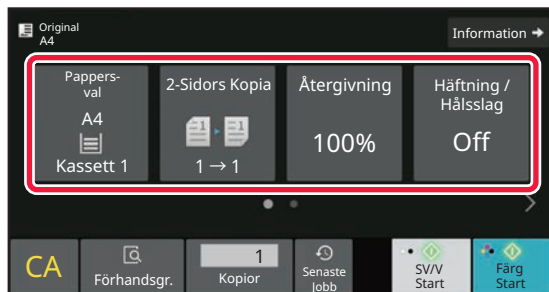 Original
A4
Information
Pappers-
val
A4
Kassett 1
2-Sidors Kopia
1 → 1
Återgivning
100%
Häftning /
Hålsslag
Off
CA
Förhandsgr.
1
Kopior
Senaste
Jobb
SV/V
Start
Färg
Start